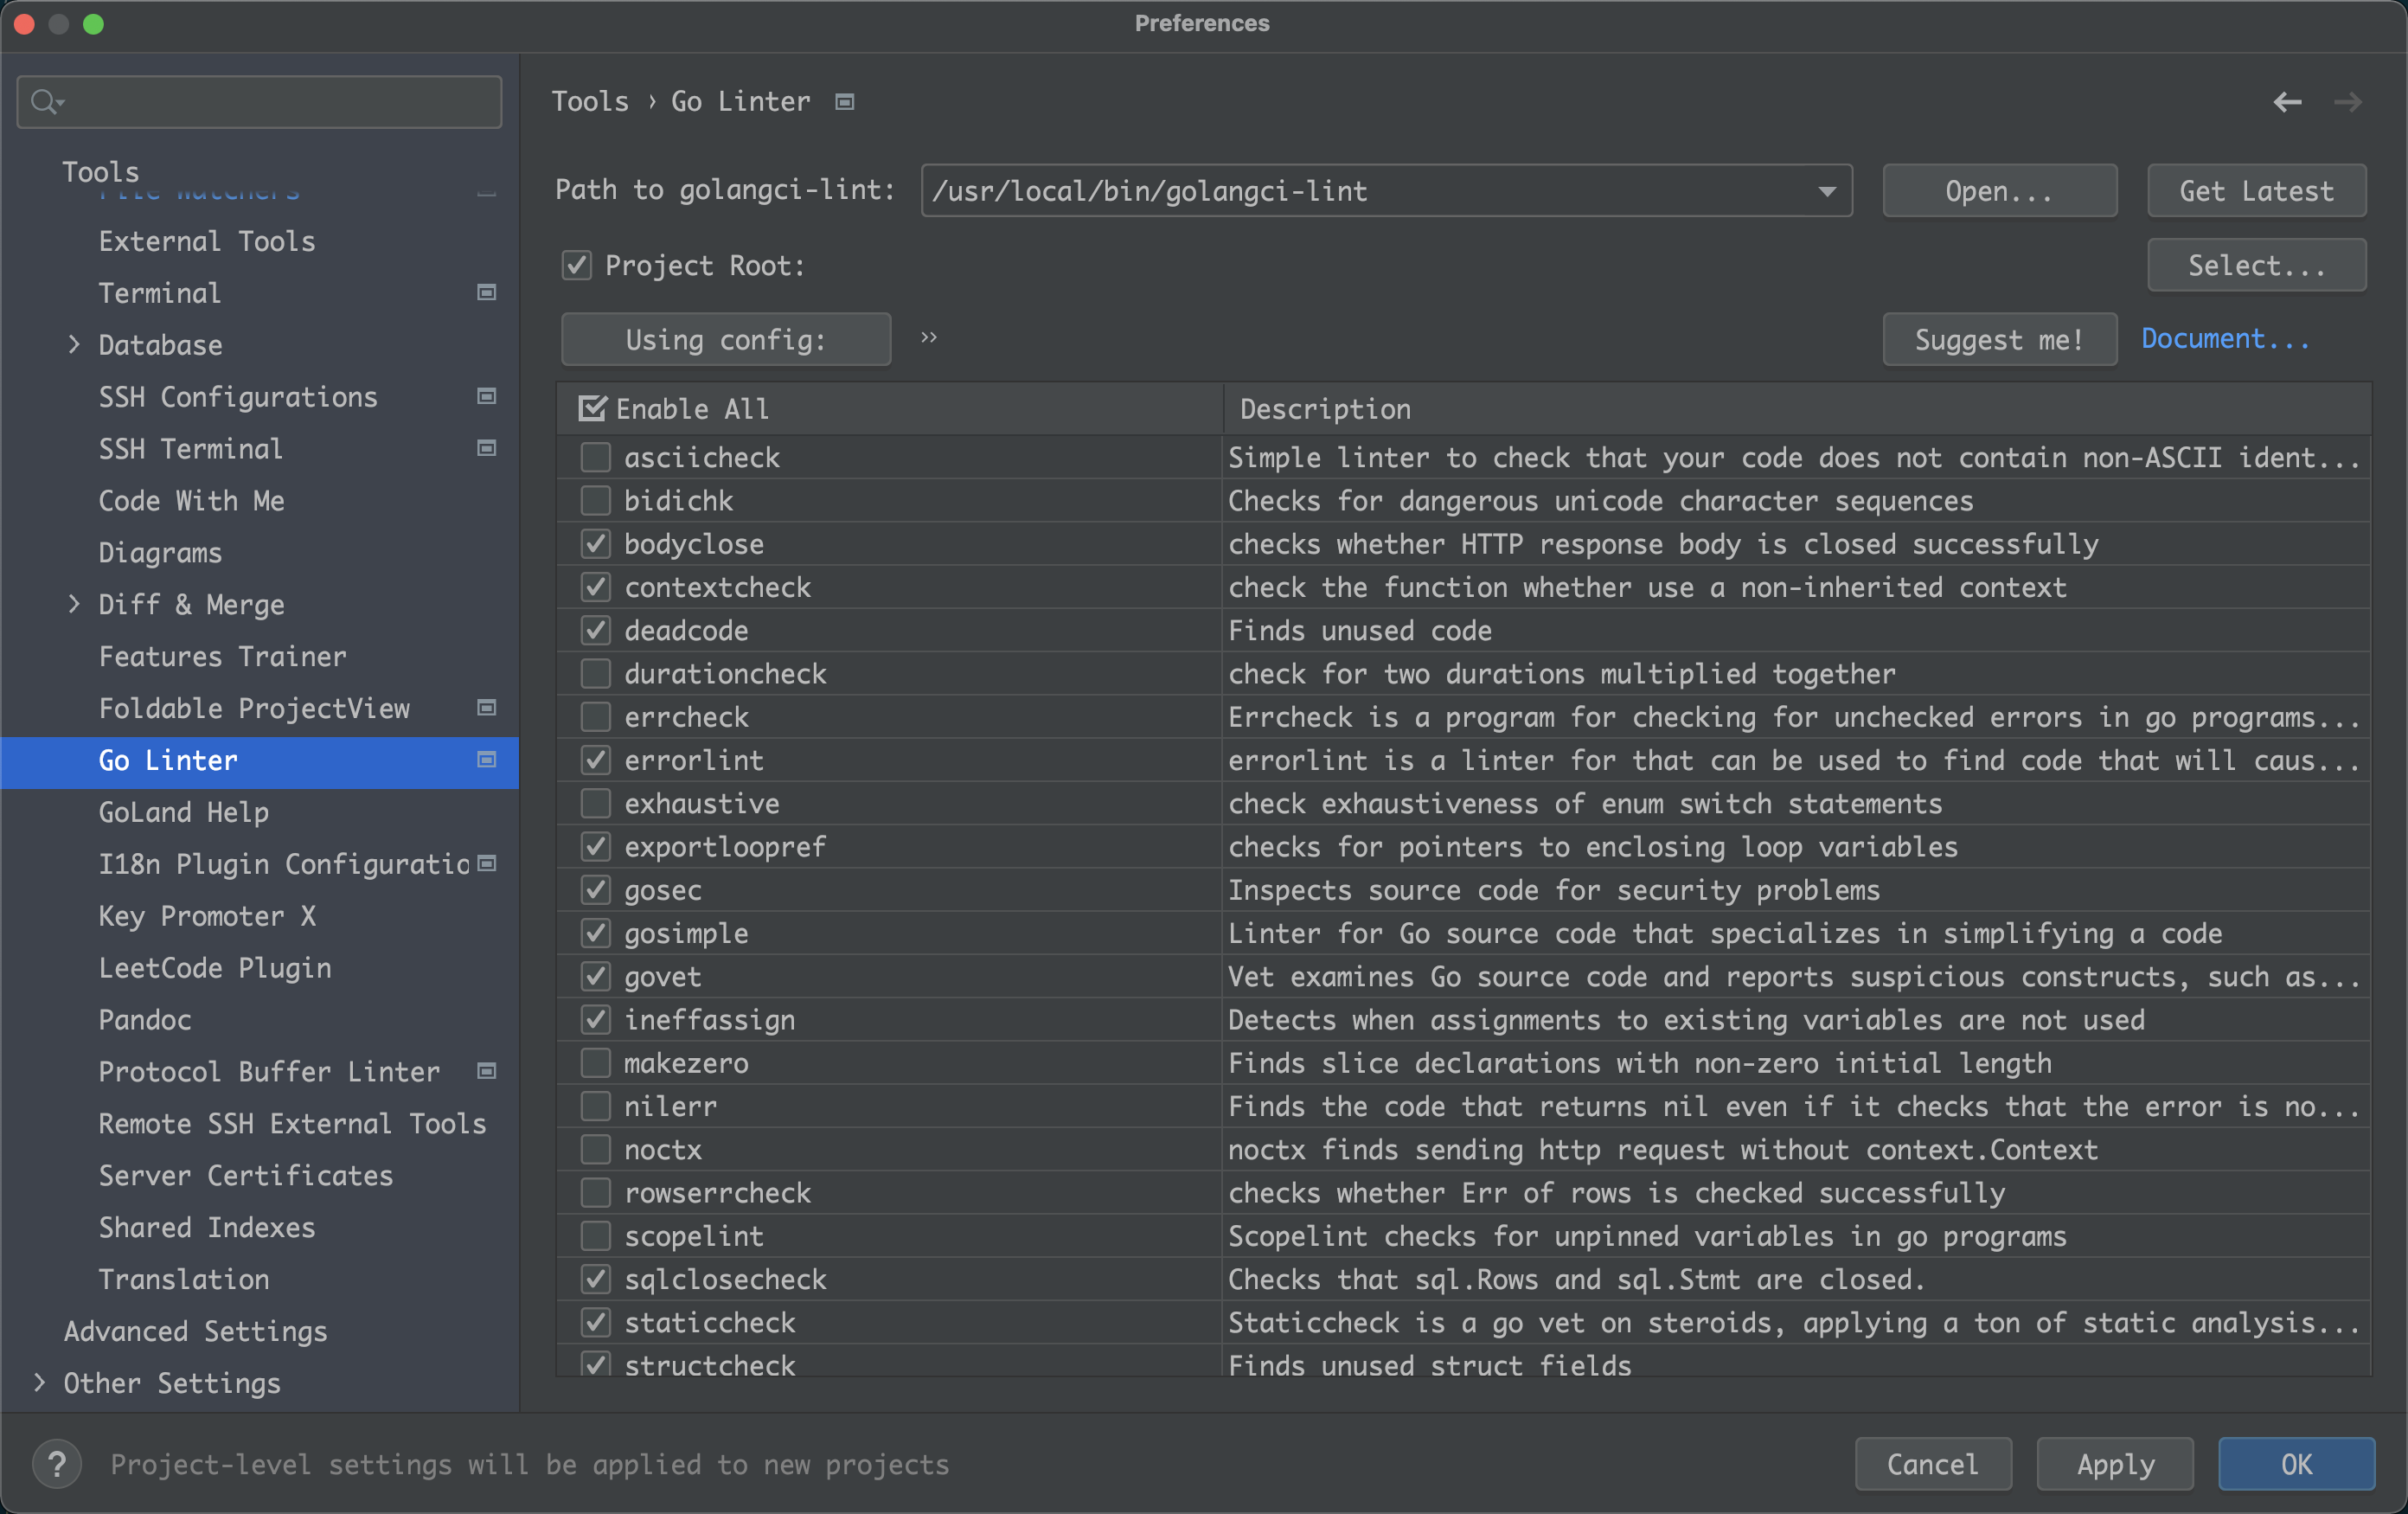 Preferences
Tools
File Watchers
External Tools
Terminal
Database
SSH Configurations
SSH Terminal
Code With Me
Diagrams
Diff & Merge
Features Trainer
Foldable ProjectView
Go Linter
GoLand Help
I18n Plugin Configuratio
Key Promoter X
LeetCode Plugin
Pandoc
Protocol Buffer Linter
Remote SSH External Tools
Server Certificates
Shared Indexes
Translation
Advanced Settings
Other Settings
Tools › Go Linter
Path to golangci-lint: /usr/local/bin/golangci-lint Open... Get Latest
Project Root: Select...
Using config: >> Suggest me! Document...
Enable All Description
asciicheck Simple linter to check that your code does not contain non-ASCII ident...
bidichk Checks for dangerous unicode character sequences
bodyclose checks whether HTTP response body is closed successfully
contextcheck check the function whether use a non-inherited context
deadcode Finds unused code
durationcheck check for two durations multiplied together
errcheck Errcheck is a program for checking for unchecked errors in go programs...
errorlint errorlint is a linter for that can be used to find code that will caus...
exhaustive check exhaustiveness of enum switch statements
exportloopref checks for pointers to enclosing loop variables
gosec Inspects source code for security problems
gosimple Linter for Go source code that specializes in simplifying a code
govet Vet examines Go source code and reports suspicious constructs, such as...
ineffassign Detects when assignments to existing variables are not used
makezero Finds slice declarations with non-zero initial length
nilerr Finds the code that returns nil even if it checks that the error is no...
noctx noctx finds sending http request without context.Context
rowserrcheck checks whether Err of rows is checked successfully
scopelint Scopelint checks for unpinned variables in go programs
sqlclosecheck Checks that sql.Rows and sql.Stmt are closed.
staticcheck Staticcheck is a go vet on steroids, applying a ton of static analysis...
structcheck Finds unused struct fields
? Project-level settings will be applied to new projects
Cancel Apply OK